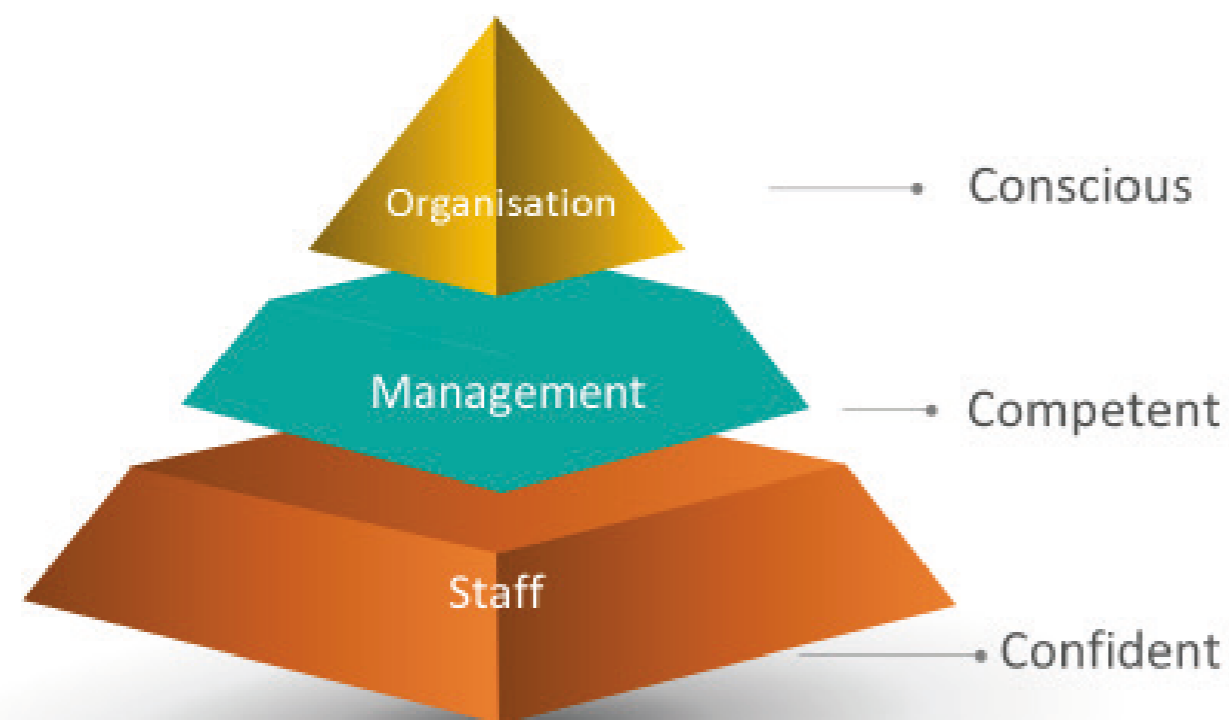 Organisation
Conscious
Management
Competent
Staff
Confident